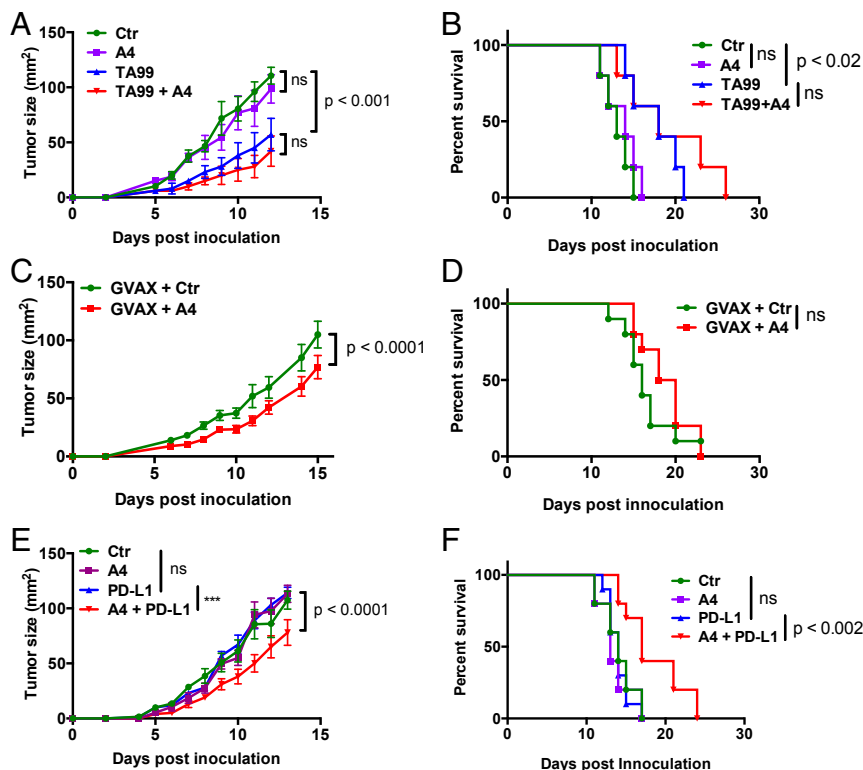 A
Ctr
A4
TA99
TA99 + A4
ns
ns
p < 0.001
Tumor size (mm²)
150
100
50
0
0 5 10 15
Days post inoculation
B
Ctr
A4
TA99
TA99+A4
ns
ns
p < 0.02
Percent survival
100
50
0
0 10 20 30
Days post inoculation
C
GVAX + Ctr
GVAX + A4
p < 0.0001
Tumor size (mm²)
150
100
50
0
0 5 10 15
Days post inoculation
D
GVAX + Ctr
GVAX + A4
ns
Percent survival
100
50
0
0 10 20 30
Days post innoculation
E
Ctr
A4
PD-L1
A4 + PD-L1
ns
***
p < 0.0001
Tumor size (mm²)
150
100
50
0
0 5 10 15
Days post inoculation
F
Ctr
A4
PD-L1
A4 + PD-L1
ns
p < 0.002
Percent survival
100
50
0
0 10 20 30
Days post Innoculation